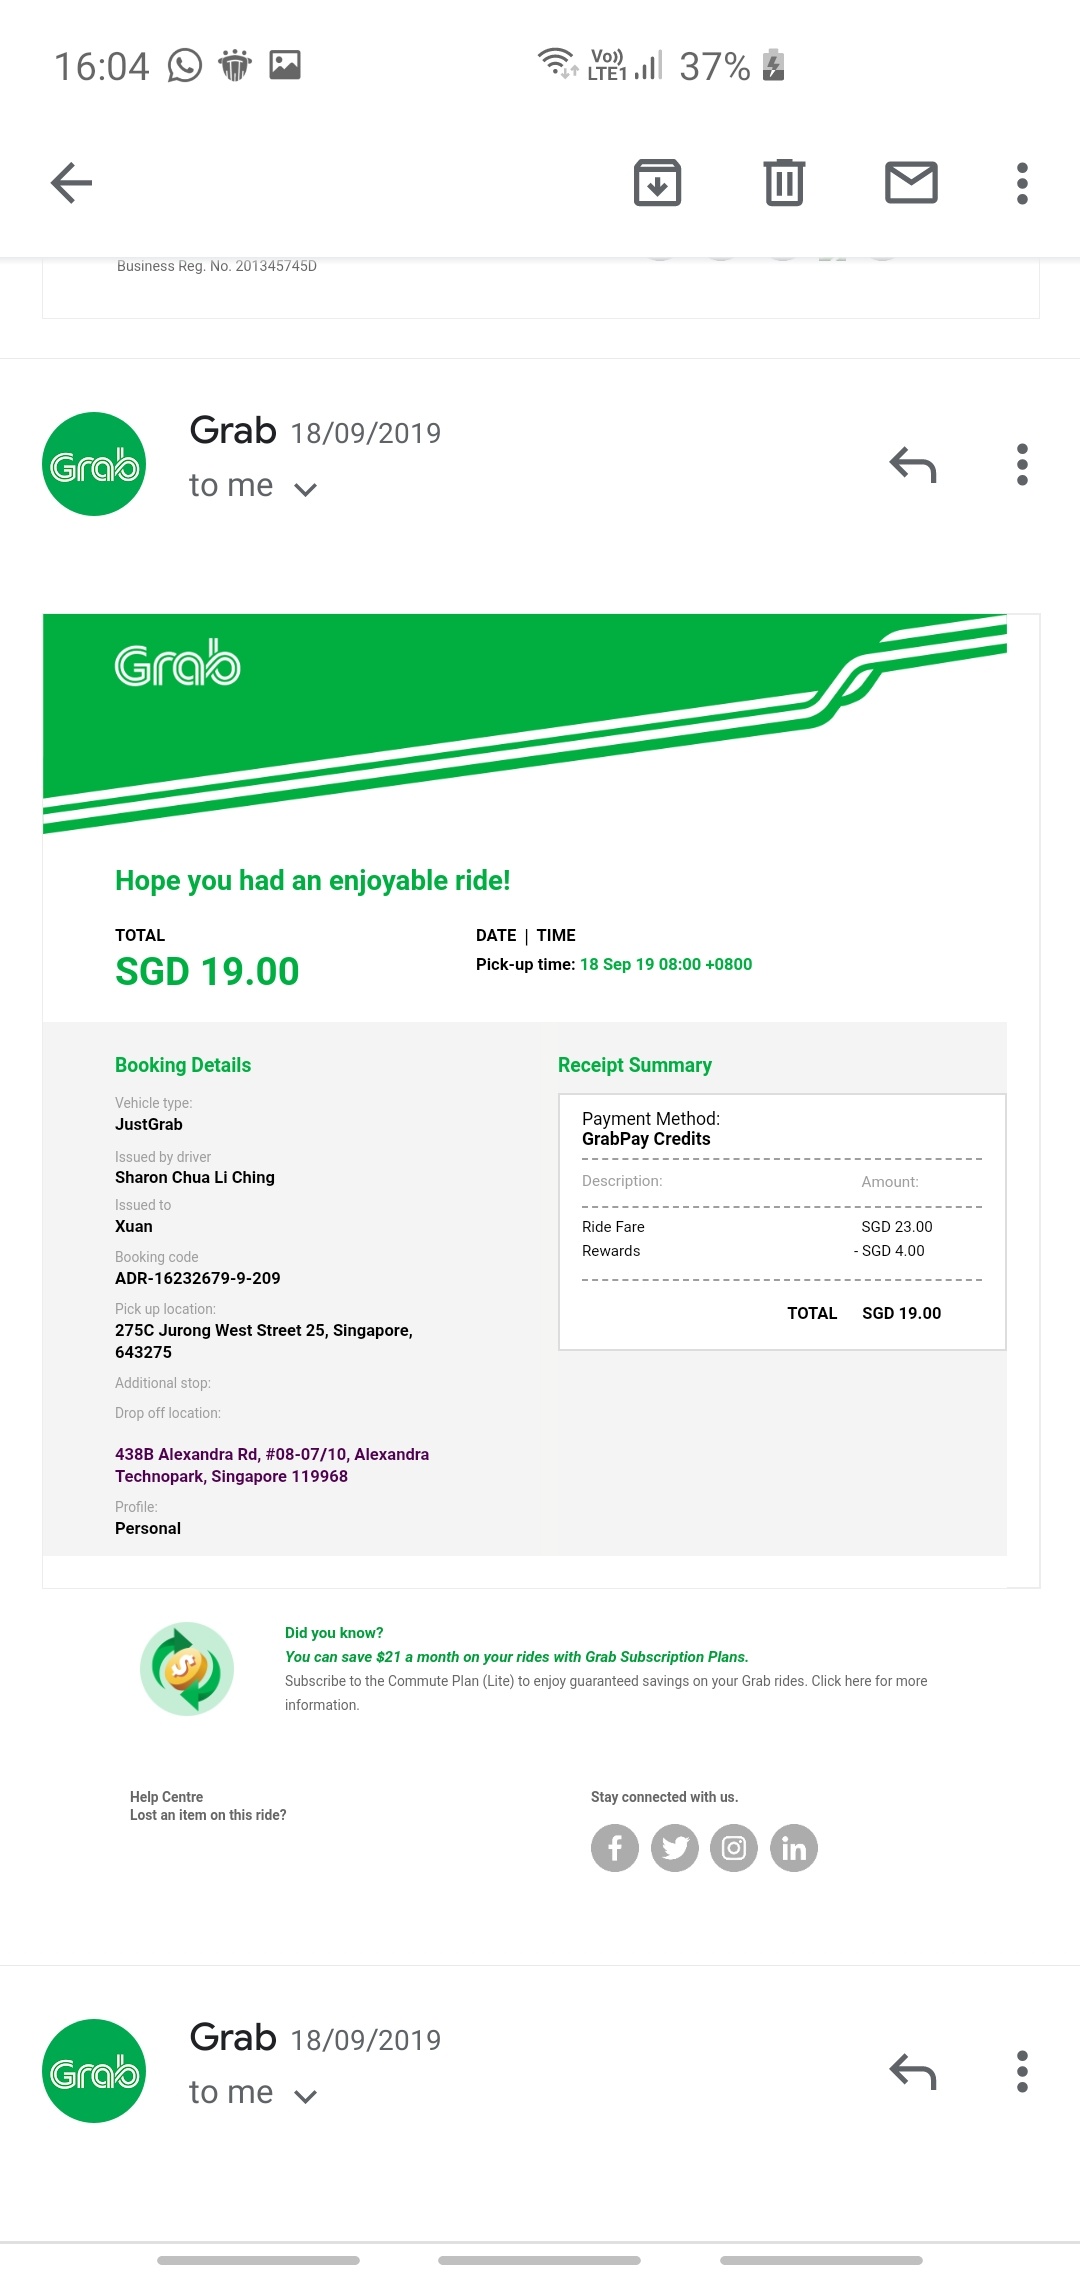 16:04
Vo)) LTE1
37%
Business Reg. No. 201345745D
Grab
Grab 18/09/2019
to me
Grab
Hope you had an enjoyable ride!
TOTAL
SGD 19.00
DATE | TIME
Pick-up time: 18 Sep 19 08:00 +0800
Booking Details
Vehicle type:
JustGrab
Issued by driver
Sharon Chua Li Ching
Issued to
Xuan
Booking code
ADR-16232679-9-209
Pick up location:
275C Jurong West Street 25, Singapore,
643275
Additional stop:
Drop off location:
438B Alexandra Rd, #08-07/10, Alexandra
Technopark, Singapore 119968
Profile:
Personal
Receipt Summary
Payment Method:
GrabPay Credits
Description: Amount:
Ride Fare SGD 23.00
Rewards - SGD 4.00
TOTAL SGD 19.00
Did you know?
You can save $21 a month on your rides with Grab Subscription Plans.
Subscribe to the Commute Plan (Lite) to enjoy guaranteed savings on your Grab rides. Click here for more
information.
Help Centre
Lost an item on this ride?
Stay connected with us.
Grab
Grab 18/09/2019
to me